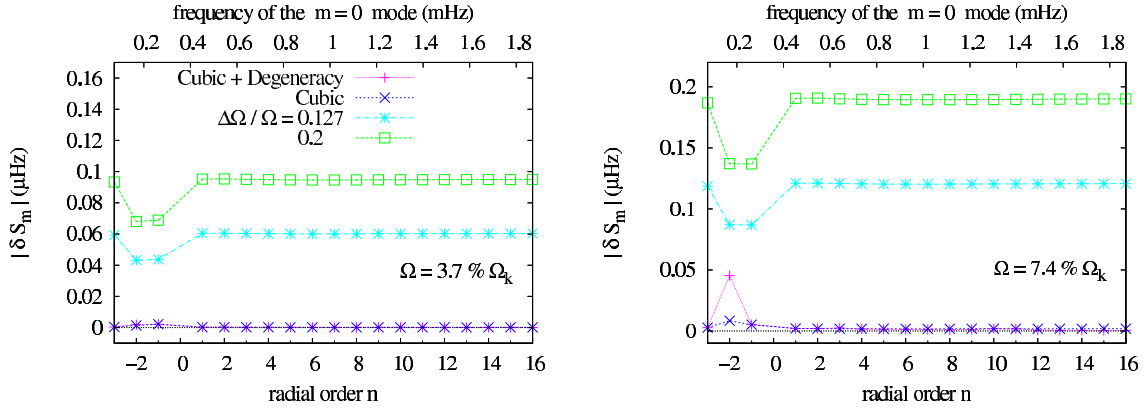 frequency of the m = 0 mode (mHz)
0.2 0.4 0.6 0.8 1 1.2 1.4 1.6 1.8
| δ S_m | (μHz)
0.16
0.14
0.12
0.1
0.08
0.06
0.04
0.02
0
Cubic + Degeneracy
Cubic
ΔΩ / Ω = 0.127
0.2
Ω = 3.7 % Ω_k
−2 0 2 4 6 8 10 12 14 16
radial order n
frequency of the m = 0 mode (mHz)
0.2 0.4 0.6 0.8 1 1.2 1.4 1.6 1.8
| δ S_m | (μHz)
0.2
0.15
0.1
0.05
0
Ω = 7.4 % Ω_k
−2 0 2 4 6 8 10 12 14 16
radial order n